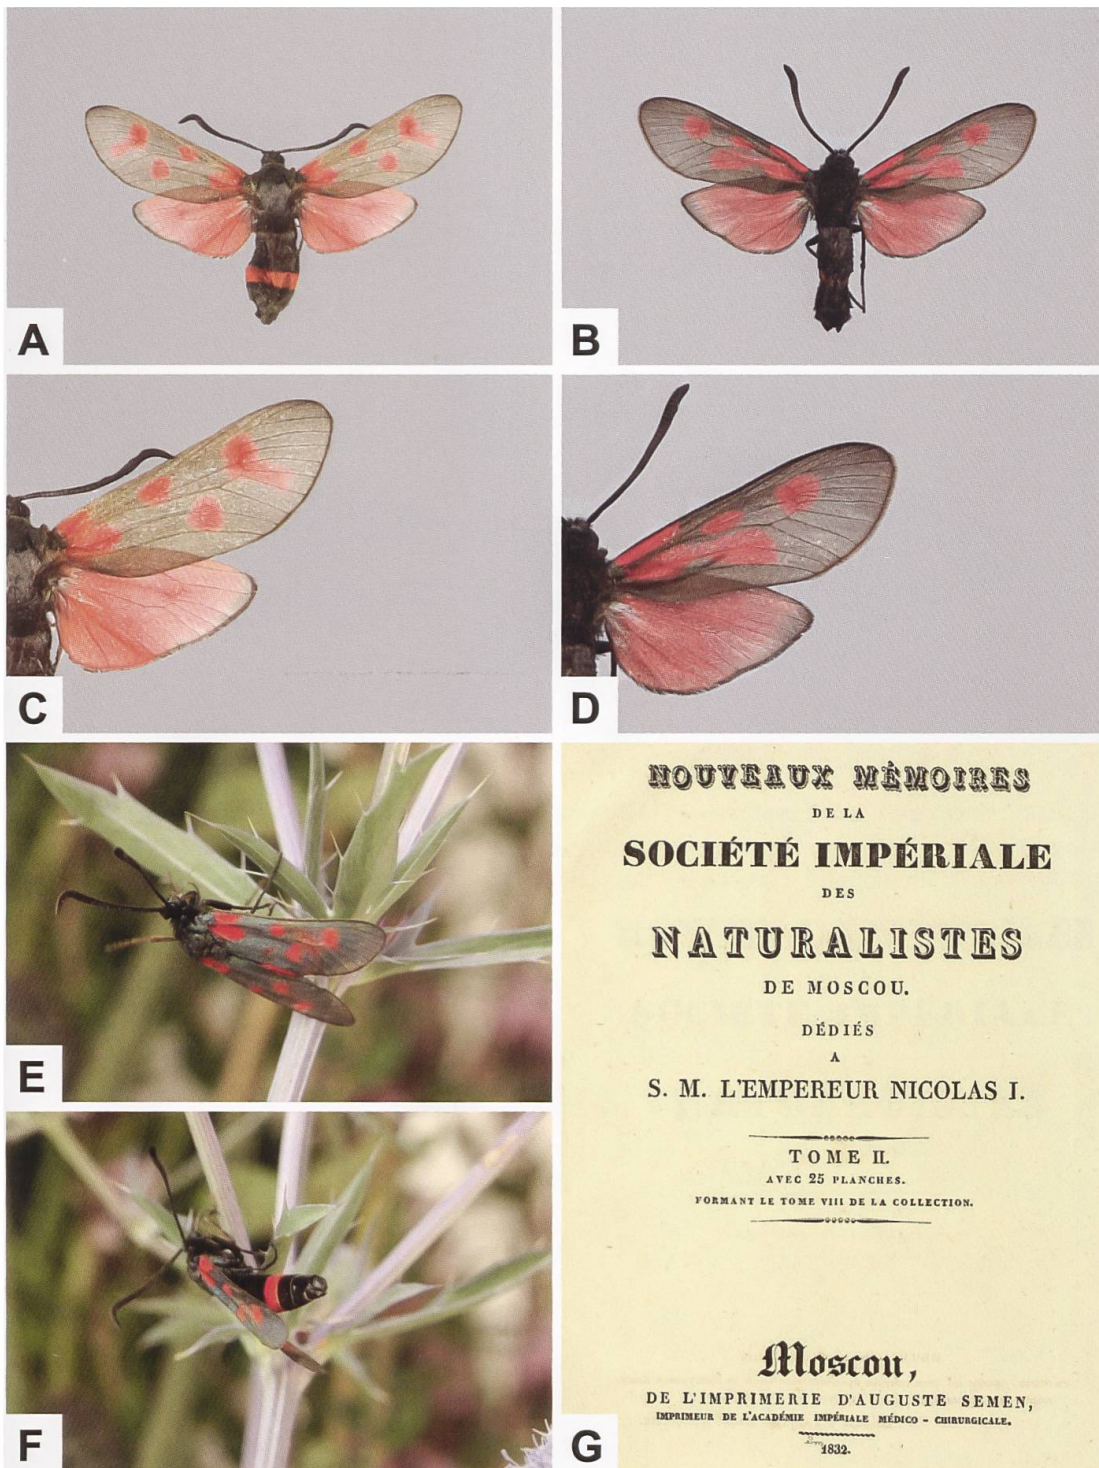 A
B
C
D
E
F
G
NOUVEAUX MÉMOIRES
DE LA
SOCIÉTÉ IMPÉRIALE
DES
NATURALISTES
DE MOSCOU.
DÉDIÉS
A
S. M. L'EMPEREUR NICOLAS I.
TOME II.
AVEC 25 PLANCHES.
FORMANT LE TOME VIII DE LA COLLECTION.
Moscou,
DE L'IMPRIMERIE D'AUGUSTE SEMEN,
IMPRIMEUR DE L'ACADÉMIE IMPÉRIALE MÉDICO - CHIRURGICALE.
1832.